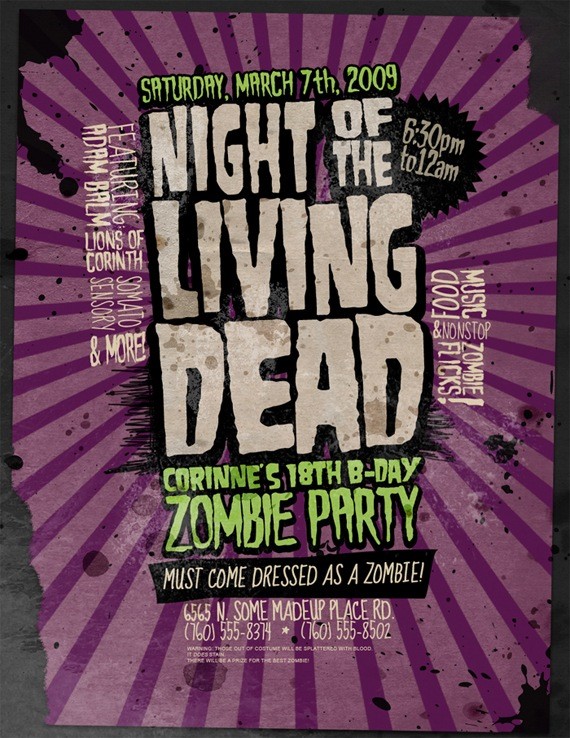 SATURDAY, MARCH 7th, 2009
NIGHT OF THE
LIVING
DEAD
6:30pm
to 12am
FEATURING:
ADAM BALM
LIONS OF
CORINTH
SOMATO
SENSORY
& MORE!
MUSIC
FOOD
& NONSTOP
ZOMBIE
FLICKS!
CORINNE'S 18TH B-DAY
ZOMBIE PARTY
MUST COME DRESSED AS A ZOMBIE!
6565 N. SOME MADEUP PLACE RD.
(760) 555-8374 ★ (760) 555-8502
WARNING: THOSE OUT OF COSTUME WILL BE SPLATTERED WITH BLOOD.
IT DOES STAIN.
THERE WILL BE A PRIZE FOR THE BEST ZOMBIE!